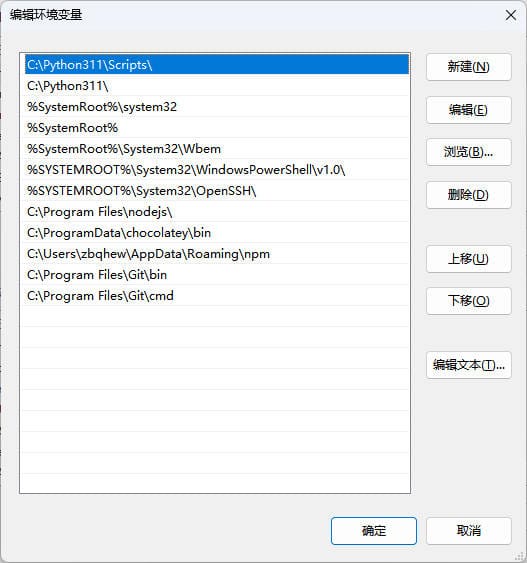 编辑环境变量
C:\Python311\Scripts\
C:\Python311\
%SystemRoot%\system32
%SystemRoot%
%SystemRoot%\System32\Wbem
%SYSTEMROOT%\System32\WindowsPowerShell\v1.0\
%SYSTEMROOT%\System32\OpenSSH\
C:\Program Files\nodejs\
C:\ProgramData\chocolatey\bin
C:\Users\zbqhew\AppData\Roaming\npm
C:\Program Files\Git\bin
C:\Program Files\Git\cmd
新建(N)
编辑(E)
浏览(B)...
删除(D)
上移(U)
下移(O)
编辑文本(T)...
确定
取消